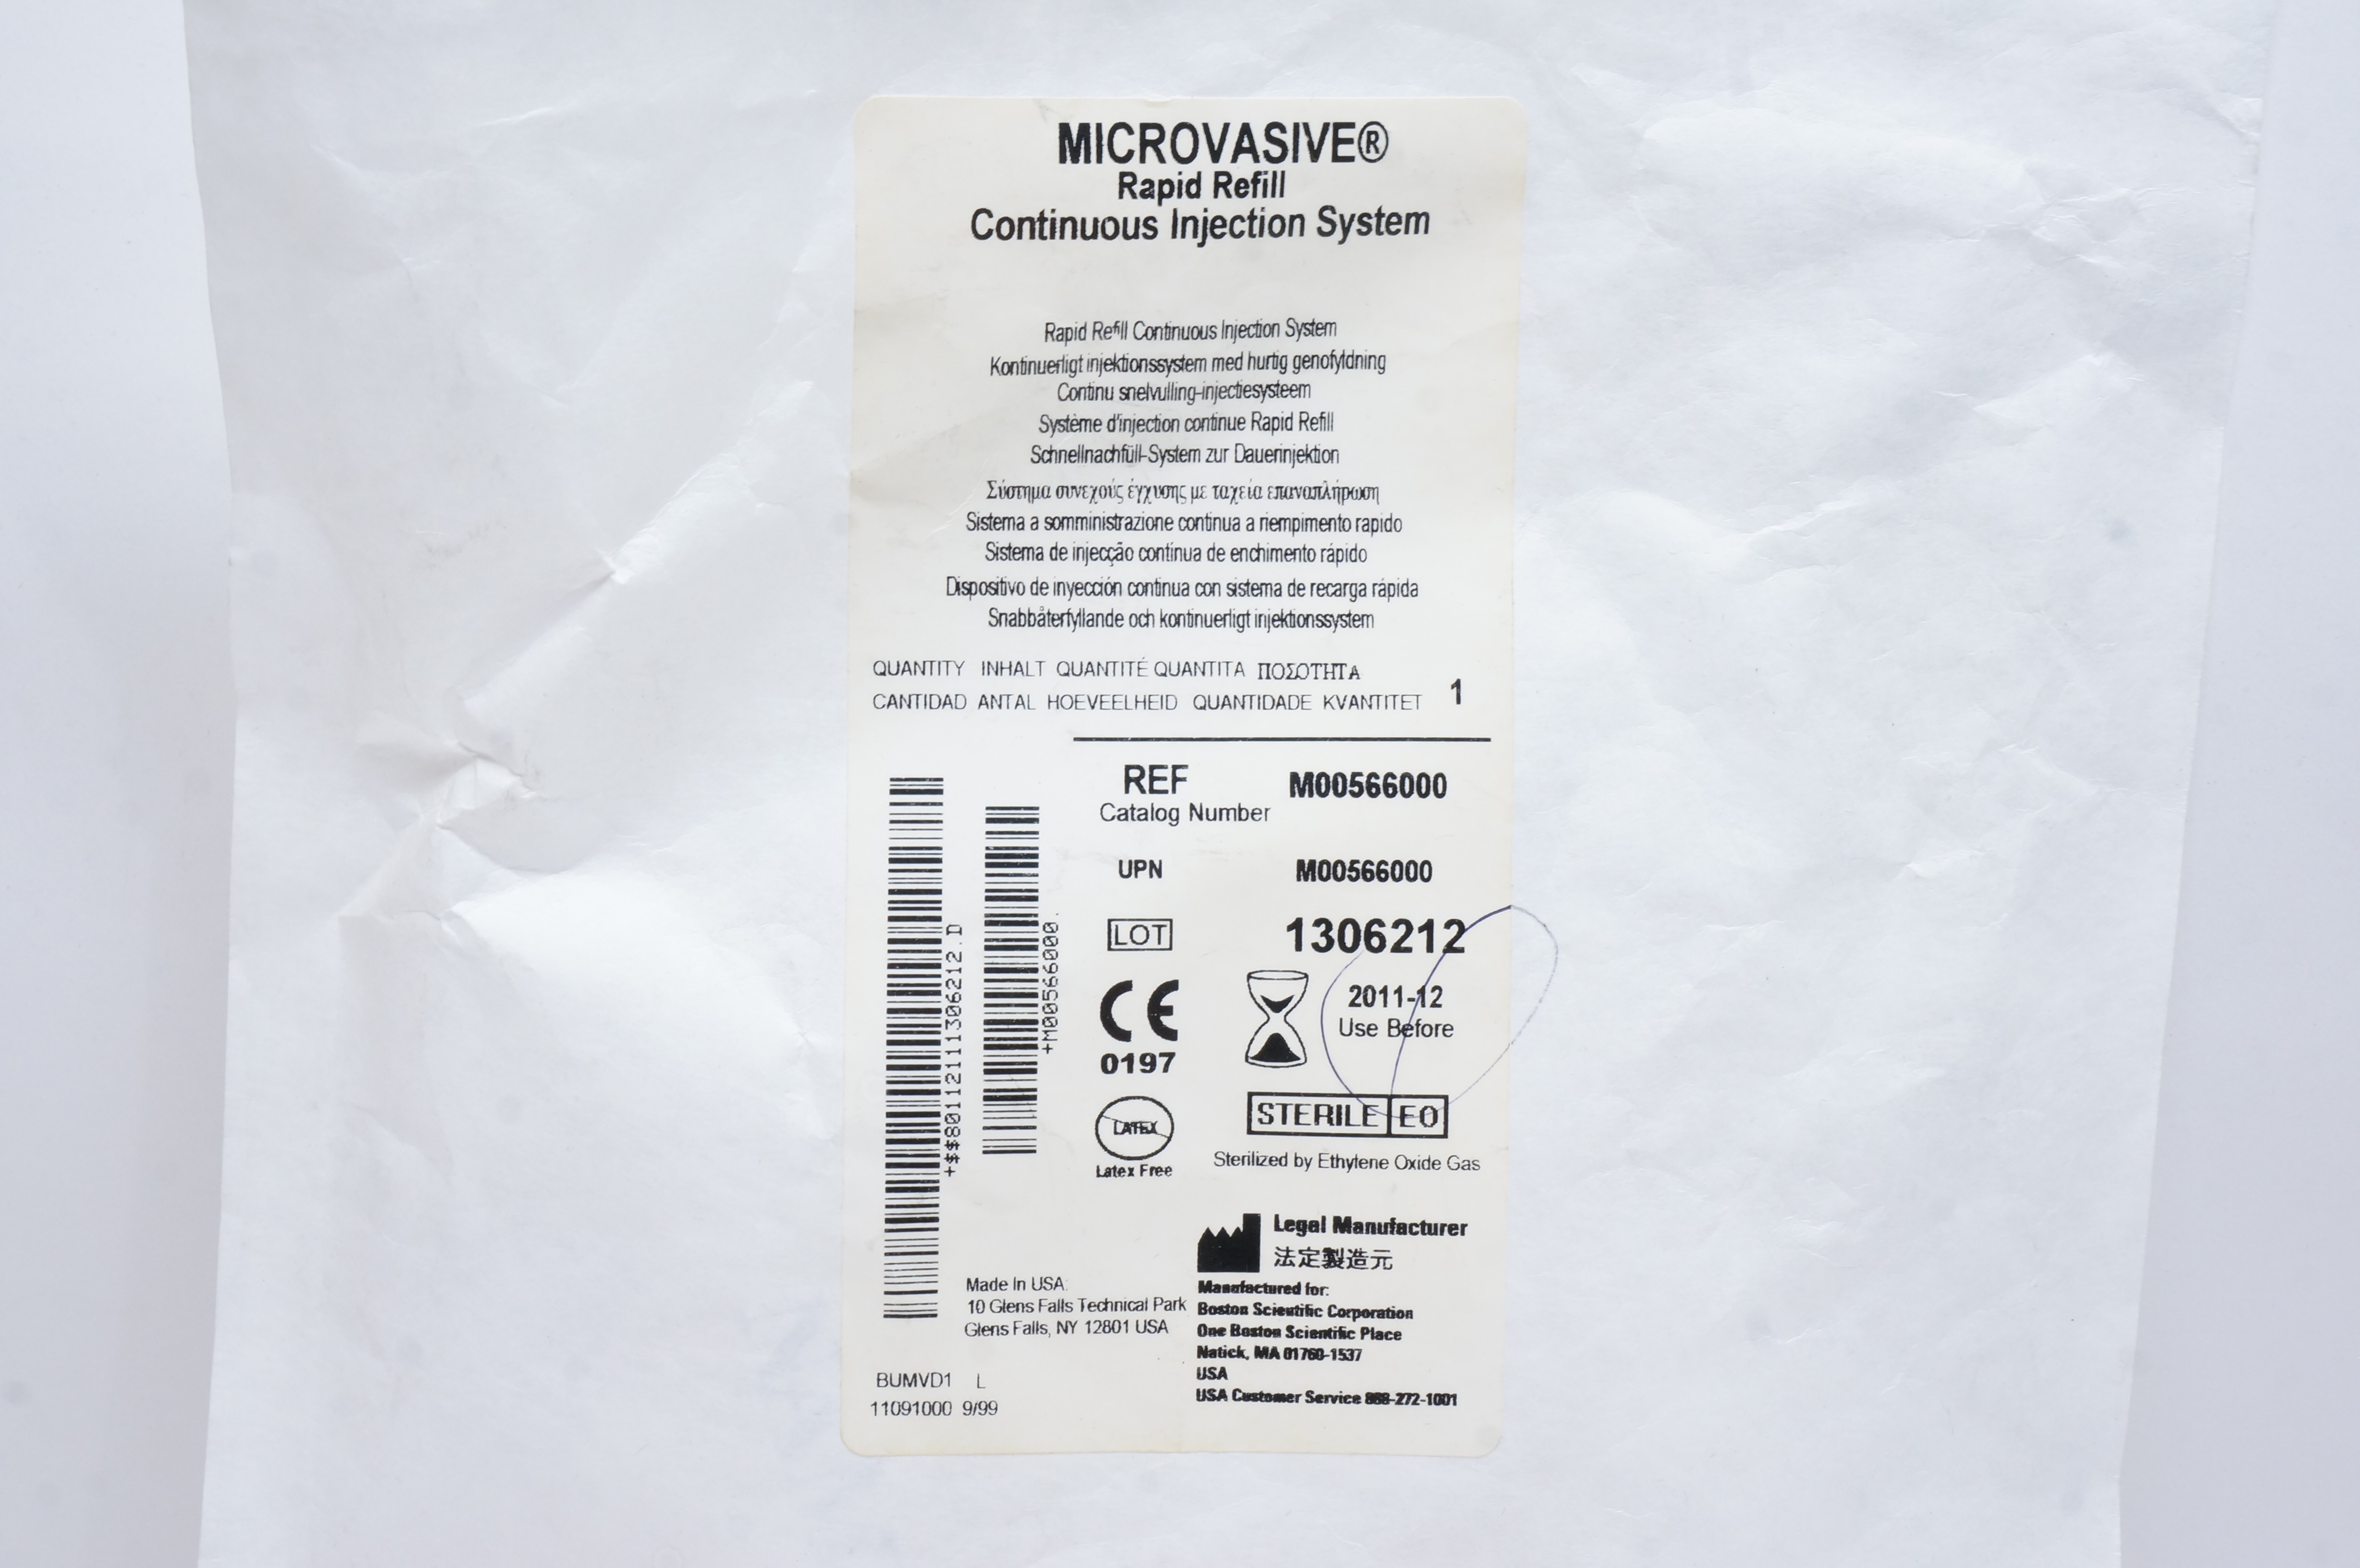 MICROVASIVE®
Rapid Refill
Continuous Injection System
Rapid Refill Continuous Injection System
Kontinuerligt injektionssystem med hurtig genofyldning
Continu snelvulling-injectiesysteem
Système d'injection continue Rapid Refill
Schnellnachfüll-System zur Dauerinjektion
Σύστημα συνεχούς έγχυσης με ταχεία επαναπλήρωση
Sistema a somministrazione continua a riempimento rapido
Sistema de injecção contínua de enchimento rápido
Dispositivo de inyección continua con sistema de recarga rápida
Snabbåterfyllande och kontinuerligt injektionssystem
QUANTITY INHALT QUANTITÉ QUANTITA ΠΟΣΟΤΗΤΑ
CANTIDAD ANTAL HOEVEELHEID QUANTIDADE KVANTITET 1
REF M00566000
Catalog Number
UPN M00566000
LOT 1306212
CE 0197
2011-12
Use Before
LATEX
Latex Free
STERILE EO
Sterilized by Ethylene Oxide Gas
+$$80112111306212.D
+M00566000.
Legal Manufacturer
法定製造元
Made In USA:
10 Glens Falls Technical Park
Glens Falls, NY 12801 USA
Manufactured for:
Boston Scientific Corporation
One Boston Scientific Place
Natick, MA 01760-1537
USA
USA Customer Service 888-272-1001
BUMVD1 L
11091000 9/99